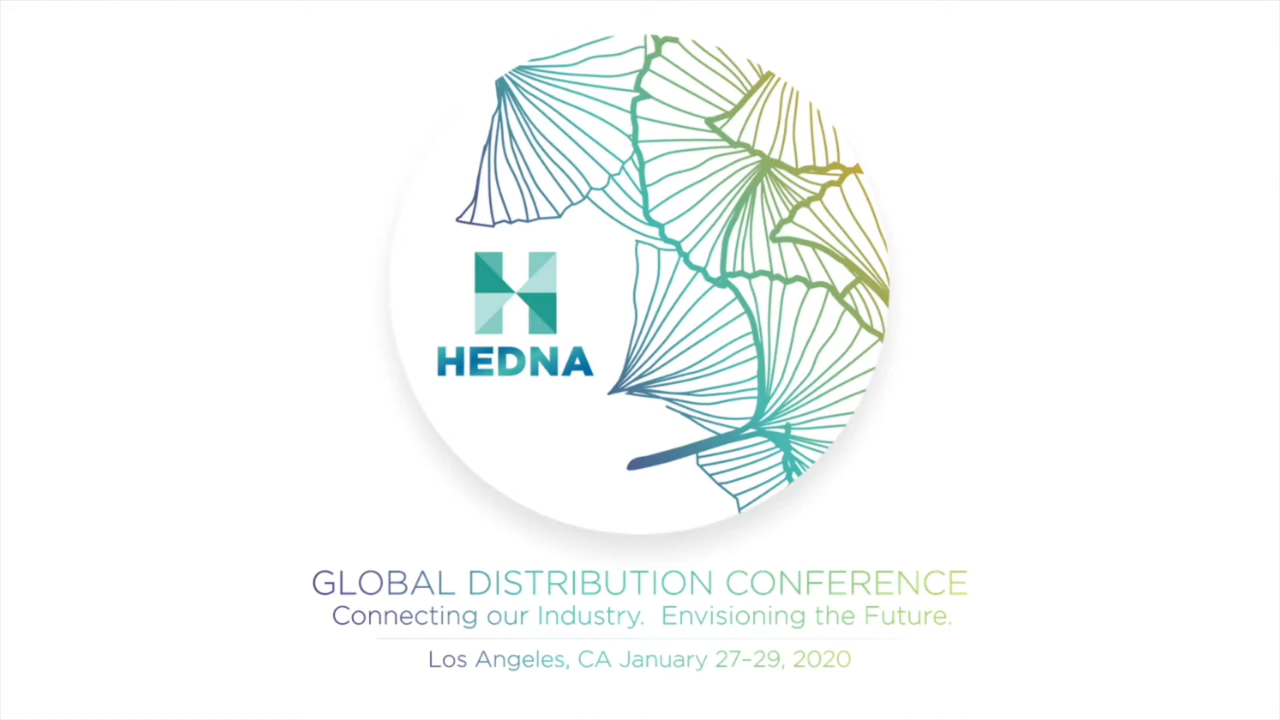 HEDNA
GLOBAL DISTRIBUTION CONFERENCE
Connecting our Industry.  Envisioning the Future.
Los Angeles, CA January 27–29, 2020